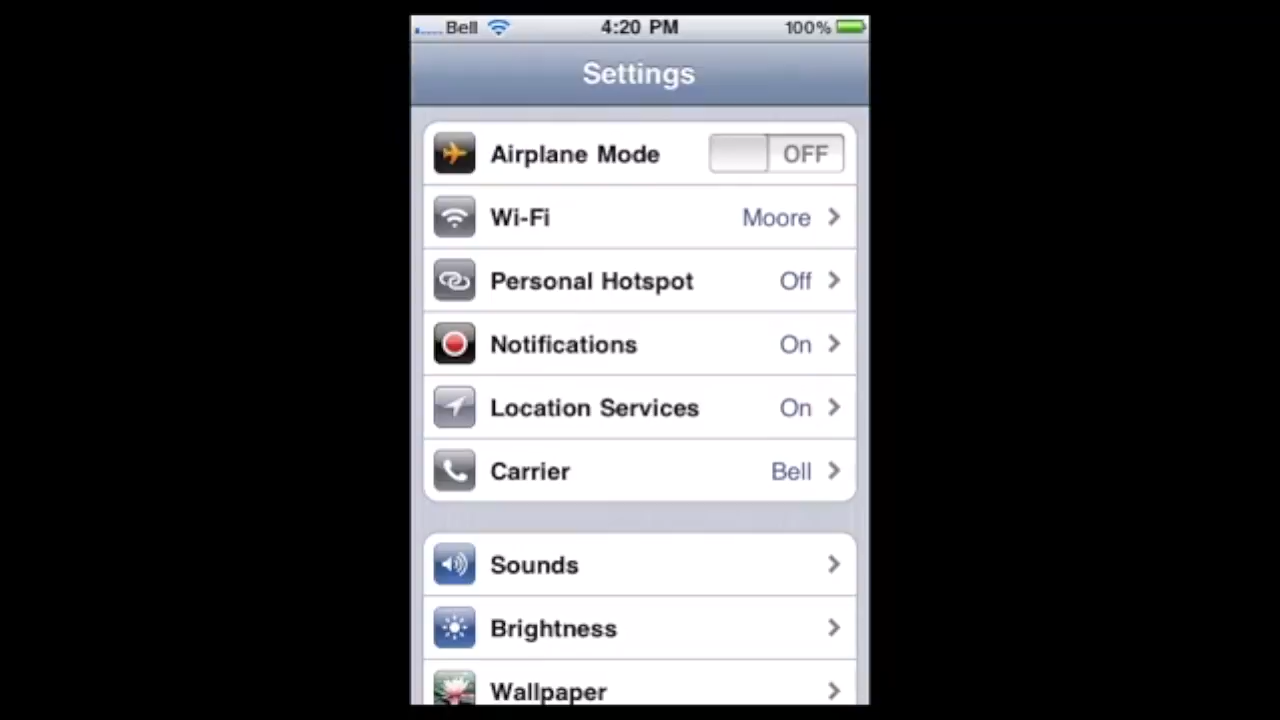 Bell 4:20 PM 100%
Settings
Airplane Mode OFF
Wi-Fi Moore
Personal Hotspot Off
Notifications On
Location Services On
Carrier Bell
Sounds
Brightness
Wallpaper